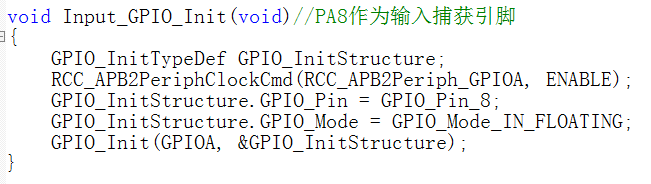 void Input_GPIO_Init(void)//PA8作为输入捕获引脚
{
    GPIO_InitTypeDef GPIO_InitStructure;
    RCC_APB2PeriphClockCmd(RCC_APB2Periph_GPIOA, ENABLE);
    GPIO_InitStructure.GPIO_Pin = GPIO_Pin_8;
    GPIO_InitStructure.GPIO_Mode = GPIO_Mode_IN_FLOATING;
    GPIO_Init(GPIOA, &GPIO_InitStructure);
}